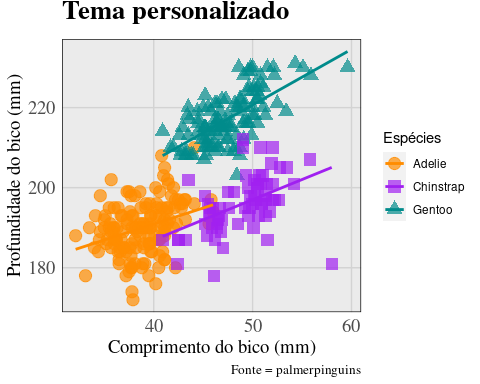 Tema personalizado
Profundidade do bico (mm)
220
200
180
40
50
60
Comprimento do bico (mm)
Fonte = palmerpinguins
Espécies
Adelie
Chinstrap
Gentoo